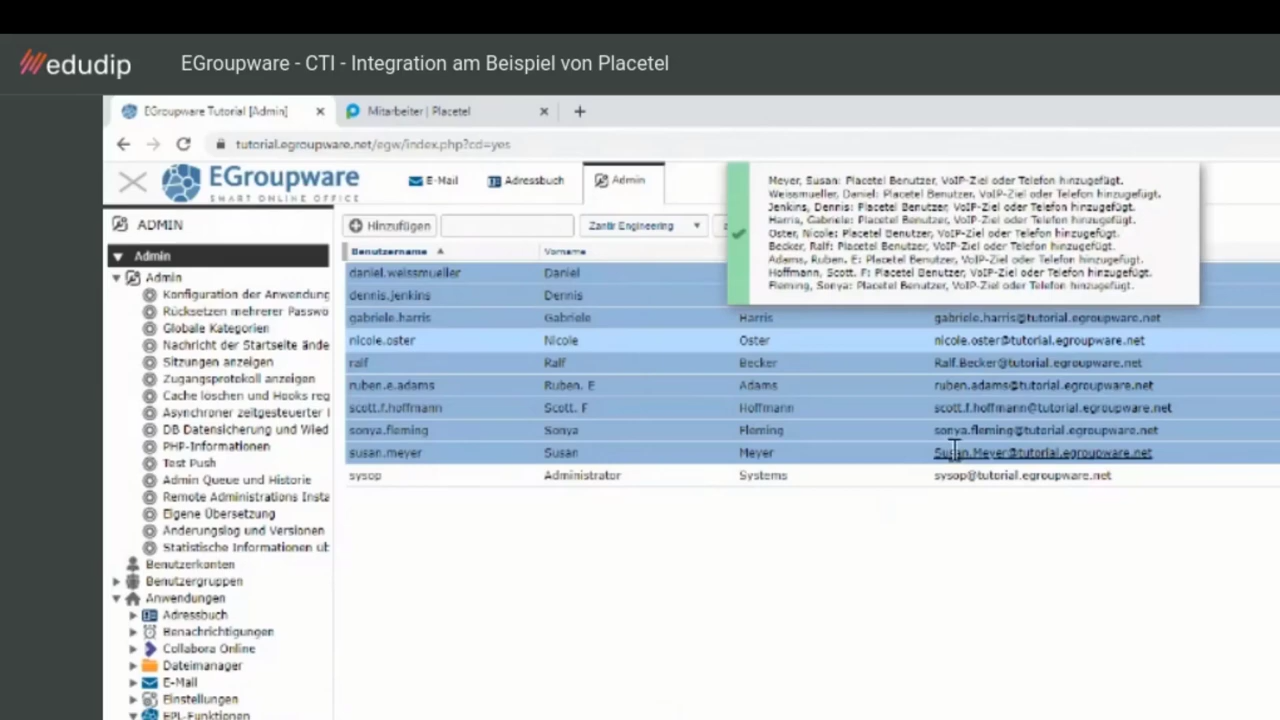 edudip
EGroupware - CTI - Integration am Beispiel von Placetel
EGroupware Tutorial [Admin]
Mitarbeiter | Placetel
tutorial.egroupware.net/egw/index.php?cd=yes
EGroupware
SMART ONLINE OFFICE
E-Mail
Adressbuch
Admin
Meyer, Susan: Placetel Benutzer, VoIP-Ziel oder Telefon hinzugefügt.
Weissmueller, Daniel: Placetel Benutzer, VoIP-Ziel oder Telefon hinzugefügt.
Jenkins, Dennis: Placetel Benutzer, VoIP-Ziel oder Telefon hinzugefügt.
Harris, Gabriele: Placetel Benutzer, VoIP-Ziel oder Telefon hinzugefügt.
Oster, Nicole: Placetel Benutzer, VoIP-Ziel oder Telefon hinzugefügt.
Becker, Ralf: Placetel Benutzer, VoIP-Ziel oder Telefon hinzugefügt.
Adams, Ruben. E: Placetel Benutzer, VoIP-Ziel oder Telefon hinzugefügt.
Hoffmann, Scott. F: Placetel Benutzer, VoIP-Ziel oder Telefon hinzugefügt.
Fleming, Sonya: Placetel Benutzer, VoIP-Ziel oder Telefon hinzugefügt.
ADMIN
Hinzufügen
Zantir Engineering
Benutzername
Vorname
daniel.weissmueller Daniel
dennis.jenkins Dennis
gabriele.harris Gabriele Harris gabriele.harris@tutorial.egroupware.net
nicole.oster Nicole Oster nicole.oster@tutorial.egroupware.net
ralf Ralf Becker Ralf.Becker@tutorial.egroupware.net
ruben.e.adams Ruben. E Adams ruben.adams@tutorial.egroupware.net
scott.f.hoffmann Scott. F Hoffmann scott.f.hoffmann@tutorial.egroupware.net
sonya.fleming Sonya Fleming sonya.fleming@tutorial.egroupware.net
susan.meyer Susan Meyer Susan.Meyer@tutorial.egroupware.net
sysop Administrator Systems sysop@tutorial.egroupware.net
Admin
Admin
Konfiguration der Anwendung
Rücksetzen mehrerer Passwo
Globale Kategorien
Nachricht der Startseite ände
Sitzungen anzeigen
Zugangsprotokoll anzeigen
Cache löschen und Hooks reg
Asynchroner zeitgesteuerter
DB Datensicherung und Wied
PHP-Informationen
Test Push
Admin Queue und Historie
Remote Administrations Insta
Eigene Übersetzung
Änderungslog und Versionen
Statistische Informationen üb
Benutzerkonten
Benutzergruppen
Anwendungen
Adressbuch
Benachrichtigungen
Collabora Online
Dateimanager
E-Mail
Einstellungen
EPL-Funktionen